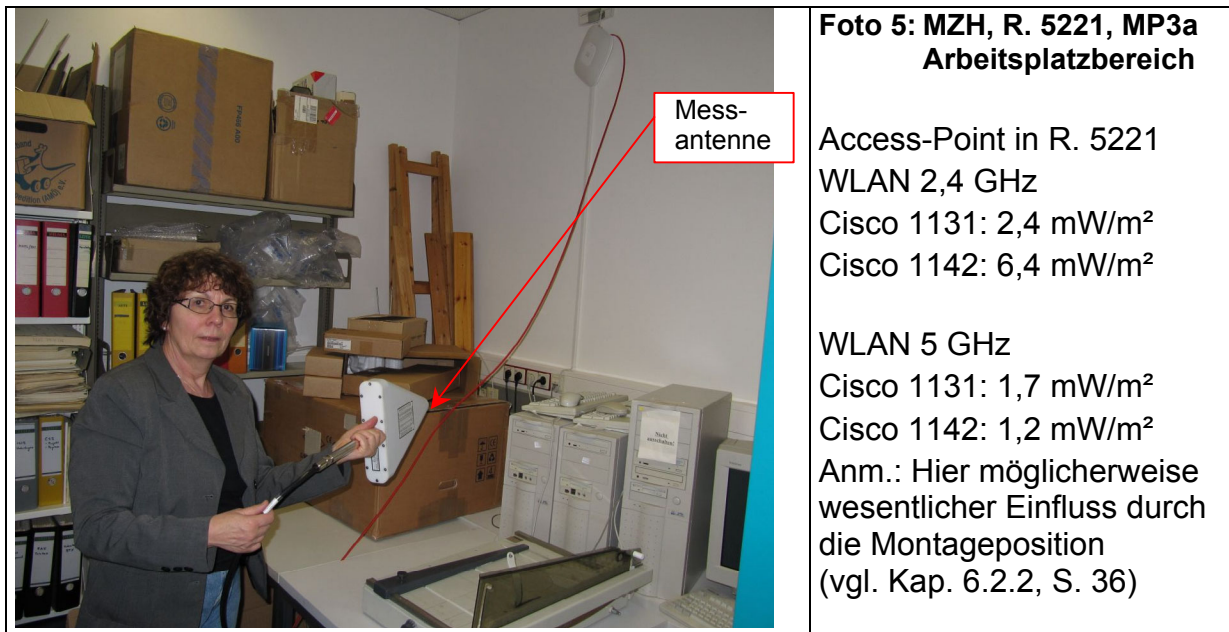 Mess-
antenne
Nicht
Foto 5: MZH, R. 5221, MP3a
Arbeitsplatzbereich
Access-Point in R. 5221
WLAN 2,4 GHz
Cisco 1131: 2,4 mW/m²
Cisco 1142: 6,4 mW/m²
WLAN 5 GHz
Cisco 1131: 1,7 mW/m²
Cisco 1142: 1,2 mW/m²
Anm.: Hier möglicherweise
wesentlicher Einfluss durch
die Montageposition
(vgl. Kap. 6.2.2, S. 36)